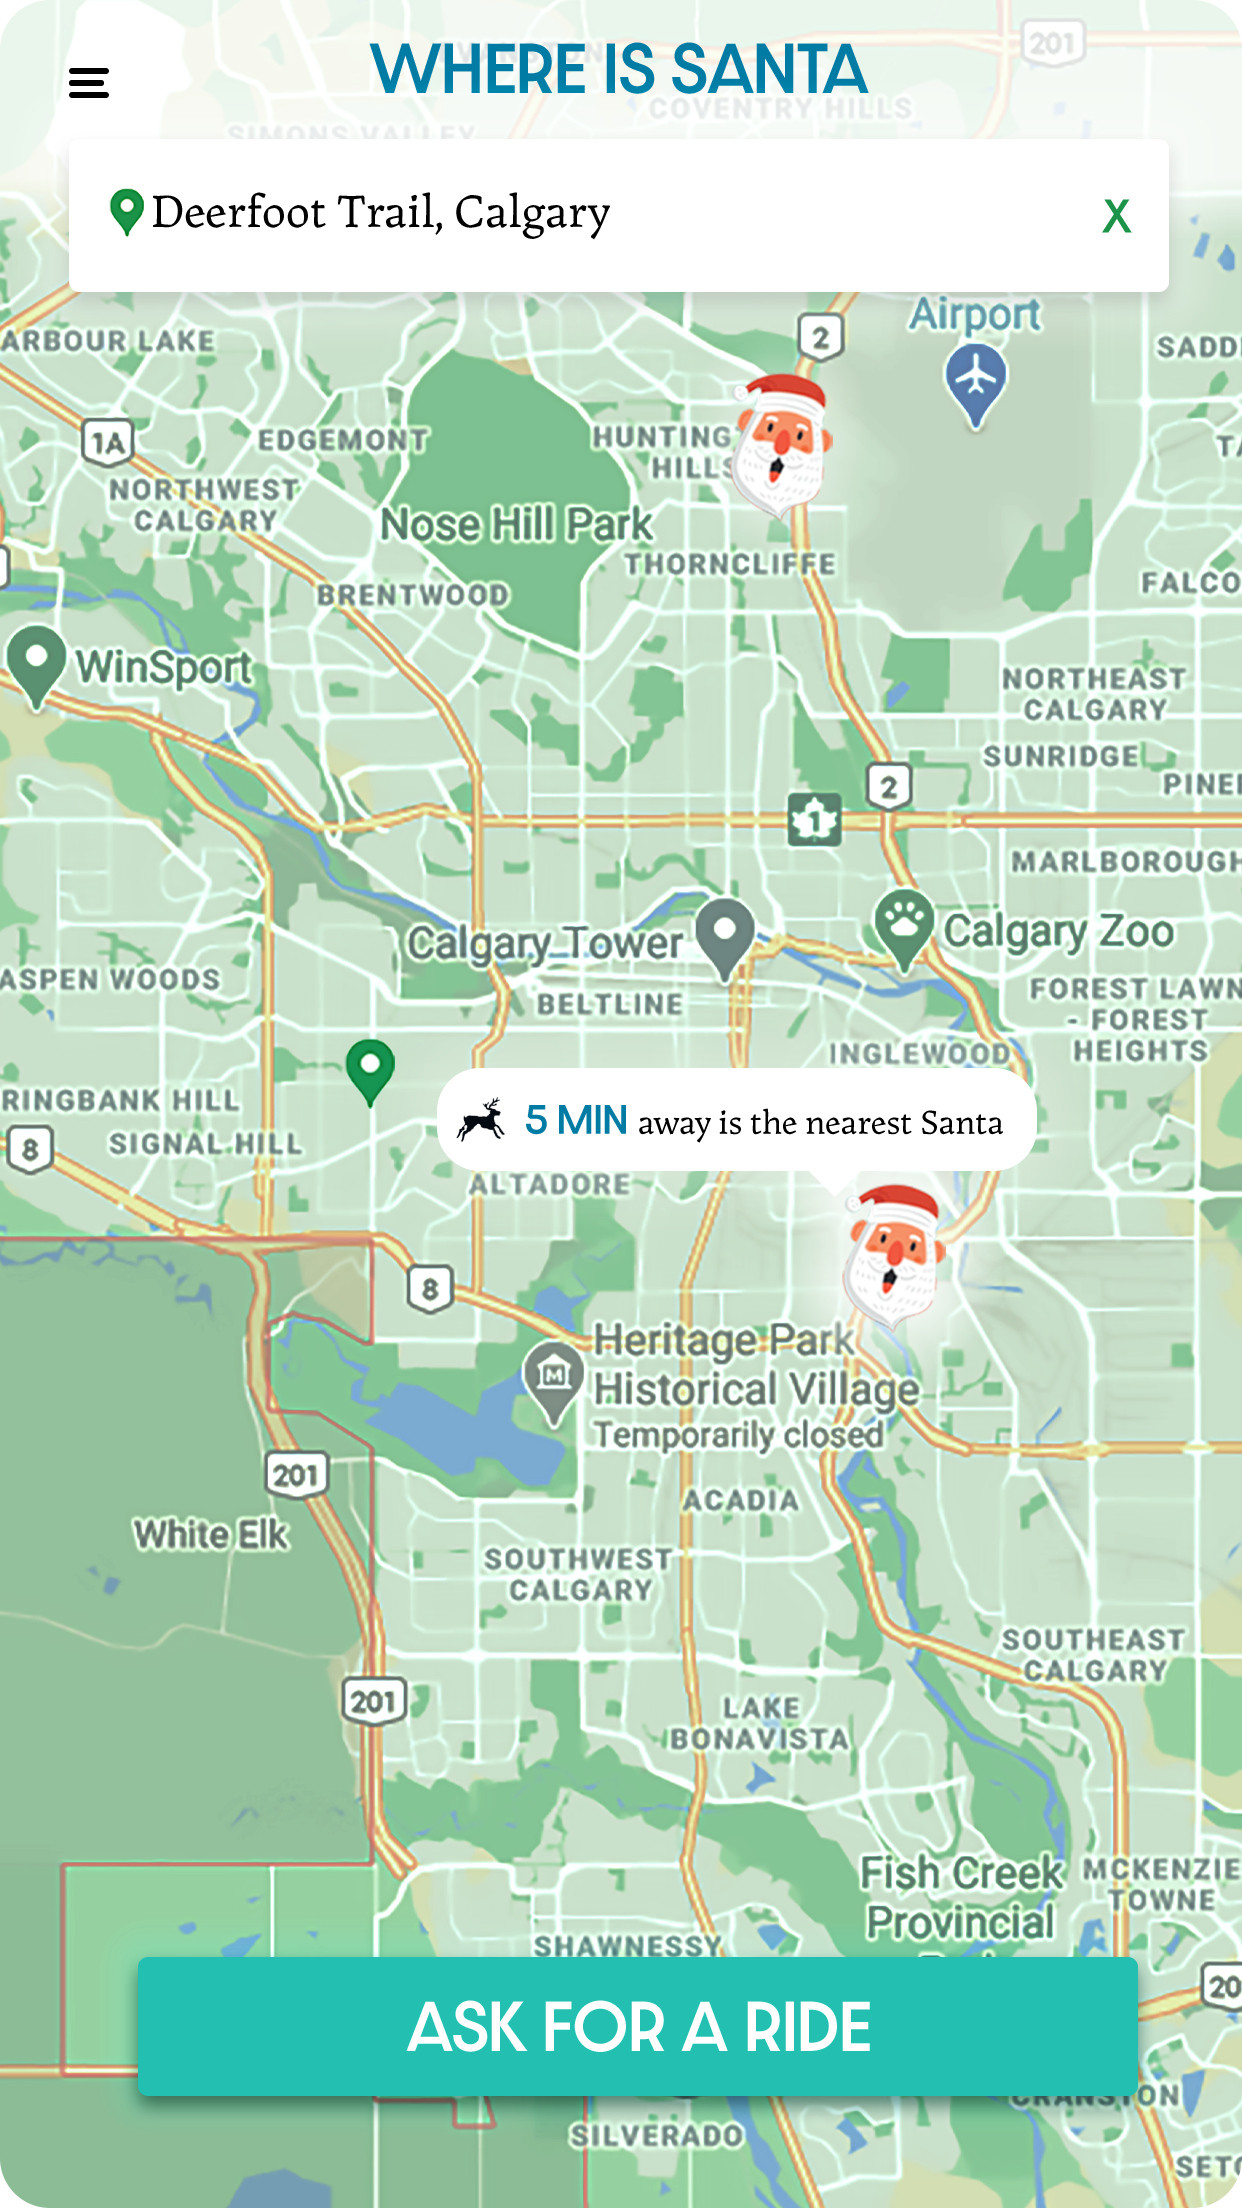 WHERE IS SANTA
201
COVENTRY HILLS
SIMONS VALLEY
Deerfoot Trail, Calgary
X
Airport
2
ARBOUR LAKE
SADD
1A
EDGEMONT
HUNTING
HILLS
NORTHWEST
CALGARY
Nose Hill Park
THORNCLIFFE
BRENTWOOD
FALCO
WinSport
NORTHEAST
CALGARY
SUNRIDGE
2
PINE
1
MARLBOROUGH
Calgary Tower
Calgary Zoo
ASPEN WOODS
BELTLINE
FOREST LAWN
- FOREST
HEIGHTS
INGLEWOOD
RINGBANK HILL
5 MIN away is the nearest Santa
8
SIGNAL HILL
ALTADORE
8
Heritage Park
Historical Village
Temporarily closed
M
201
ACADIA
White Elk
SOUTHWEST
CALGARY
SOUTHEAST
CALGARY
201
LAKE
BONAVISTA
Fish Creek
Provincial
MCKENZIE
TOWNE
SHAWNESSY
20
ASK FOR A RIDE
CRANSTON
SILVERADO
SETO